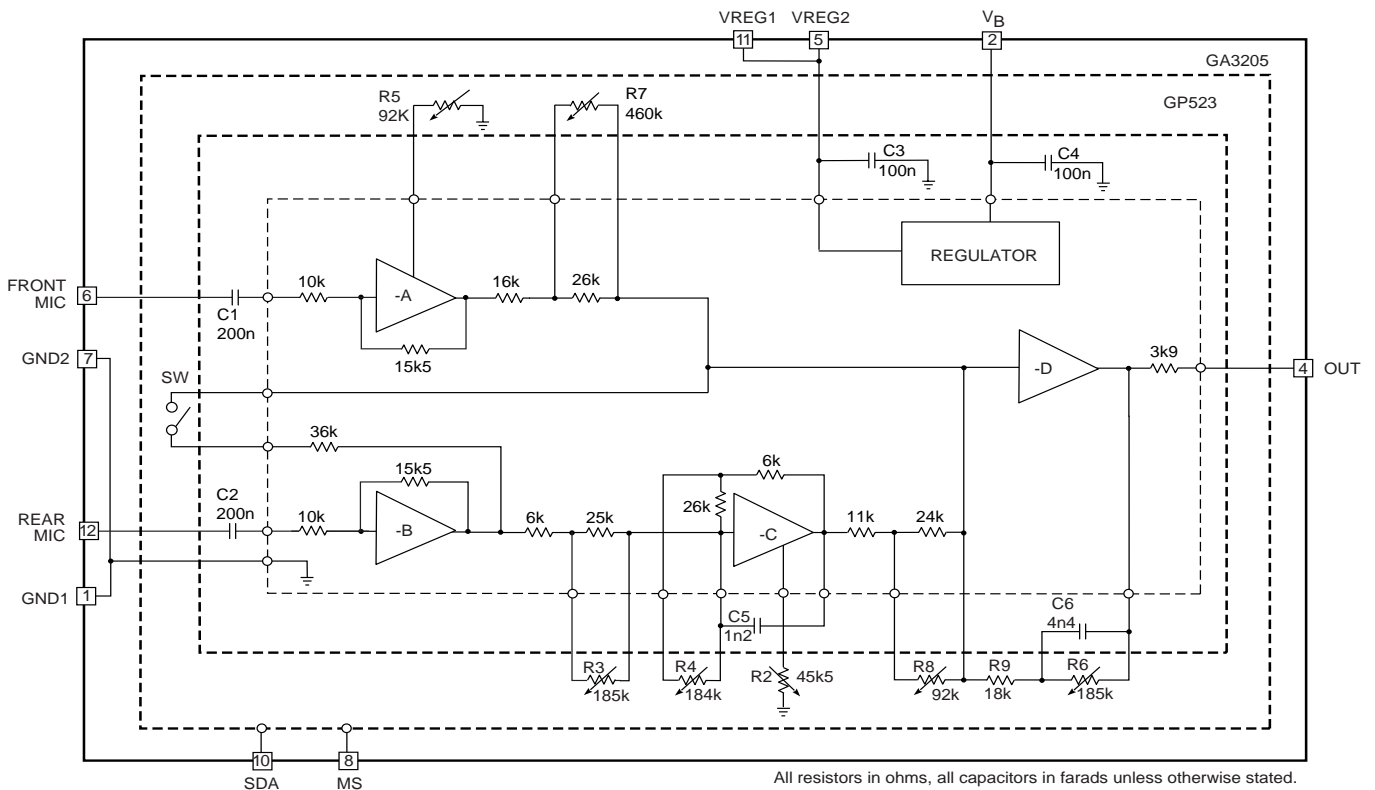 VREG1 VREG2 VB
11 5 2
GA3205
R5
92K
R7
460k
GP523
C3
100n
C4
100n
REGULATOR
FRONT
MIC
6
C1
200n
10k
-A
16k
26k
15k5
GND2
7
SW
-D
3k9
4
OUT
36k
15k5
6k
REAR
MIC
12
C2
200n
10k
-B
6k
25k
26k
-C
11k
24k
GND1
1
C5
1n2
C6
4n4
R3
185k
R4
184k
R2
45k5
R8
92k
R9
18k
R6
185k
10
SDA
8
MS
All resistors in ohms, all capacitors in farads unless otherwise stated.